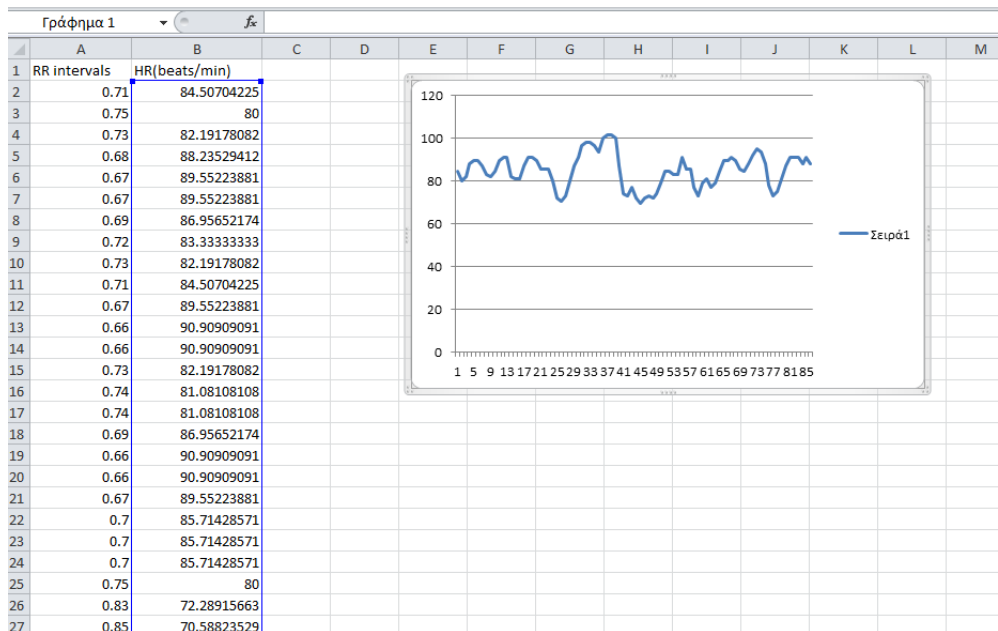 Γράφημα 1 fx
A B C D E F G H I J K L M
1 RR intervals HR(beats/min)
2 0.71 84.50704225
3 0.75 80
4 0.73 82.19178082
5 0.68 88.23529412
6 0.67 89.55223881
7 0.67 89.55223881
8 0.69 86.95652174
9 0.72 83.33333333
10 0.73 82.19178082
11 0.71 84.50704225
12 0.67 89.55223881
13 0.66 90.90909091
14 0.66 90.90909091
15 0.73 82.19178082
16 0.74 81.08108108
17 0.74 81.08108108
18 0.69 86.95652174
19 0.66 90.90909091
20 0.66 90.90909091
21 0.67 89.55223881
22 0.7 85.71428571
23 0.7 85.71428571
24 0.7 85.71428571
25 0.75 80
26 0.83 72.28915663
27 0.85 70.58823529
120
100
80
60
40
20
0
1 5 9 13 17 21 25 29 33 37 41 45 49 53 57 61 65 69 73 77 81 85
Σειρά1